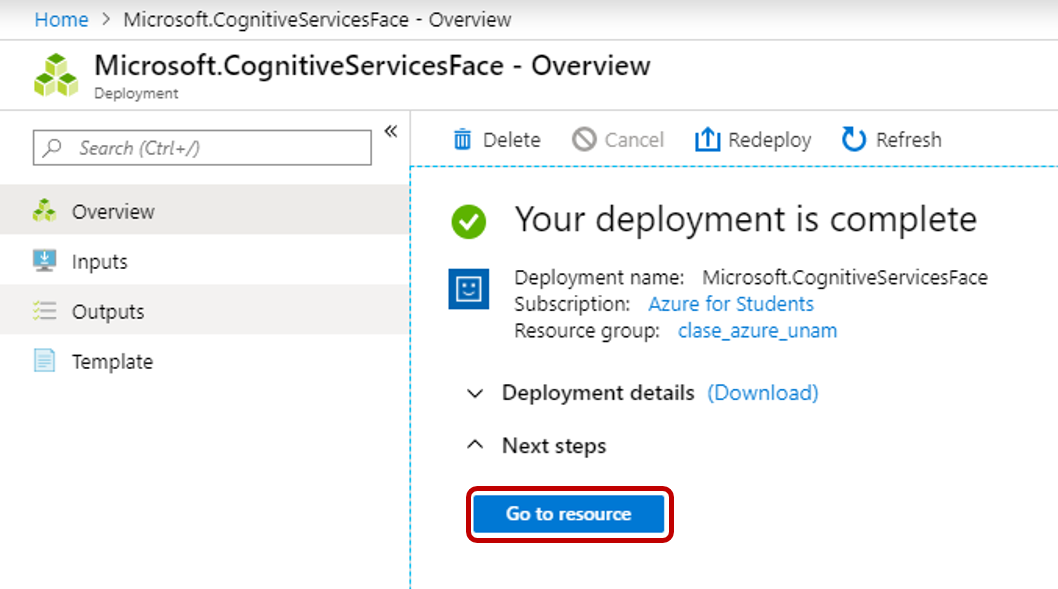 Home > Microsoft.CognitiveServicesFace - Overview
Microsoft.CognitiveServicesFace - Overview
Deployment
Search (Ctrl+/)
«
Delete Cancel Redeploy Refresh
Overview
Inputs
Outputs
Template
Your deployment is complete
Deployment name: Microsoft.CognitiveServicesFace
Subscription: Azure for Students
Resource group: clase_azure_unam
Deployment details (Download)
Next steps
Go to resource